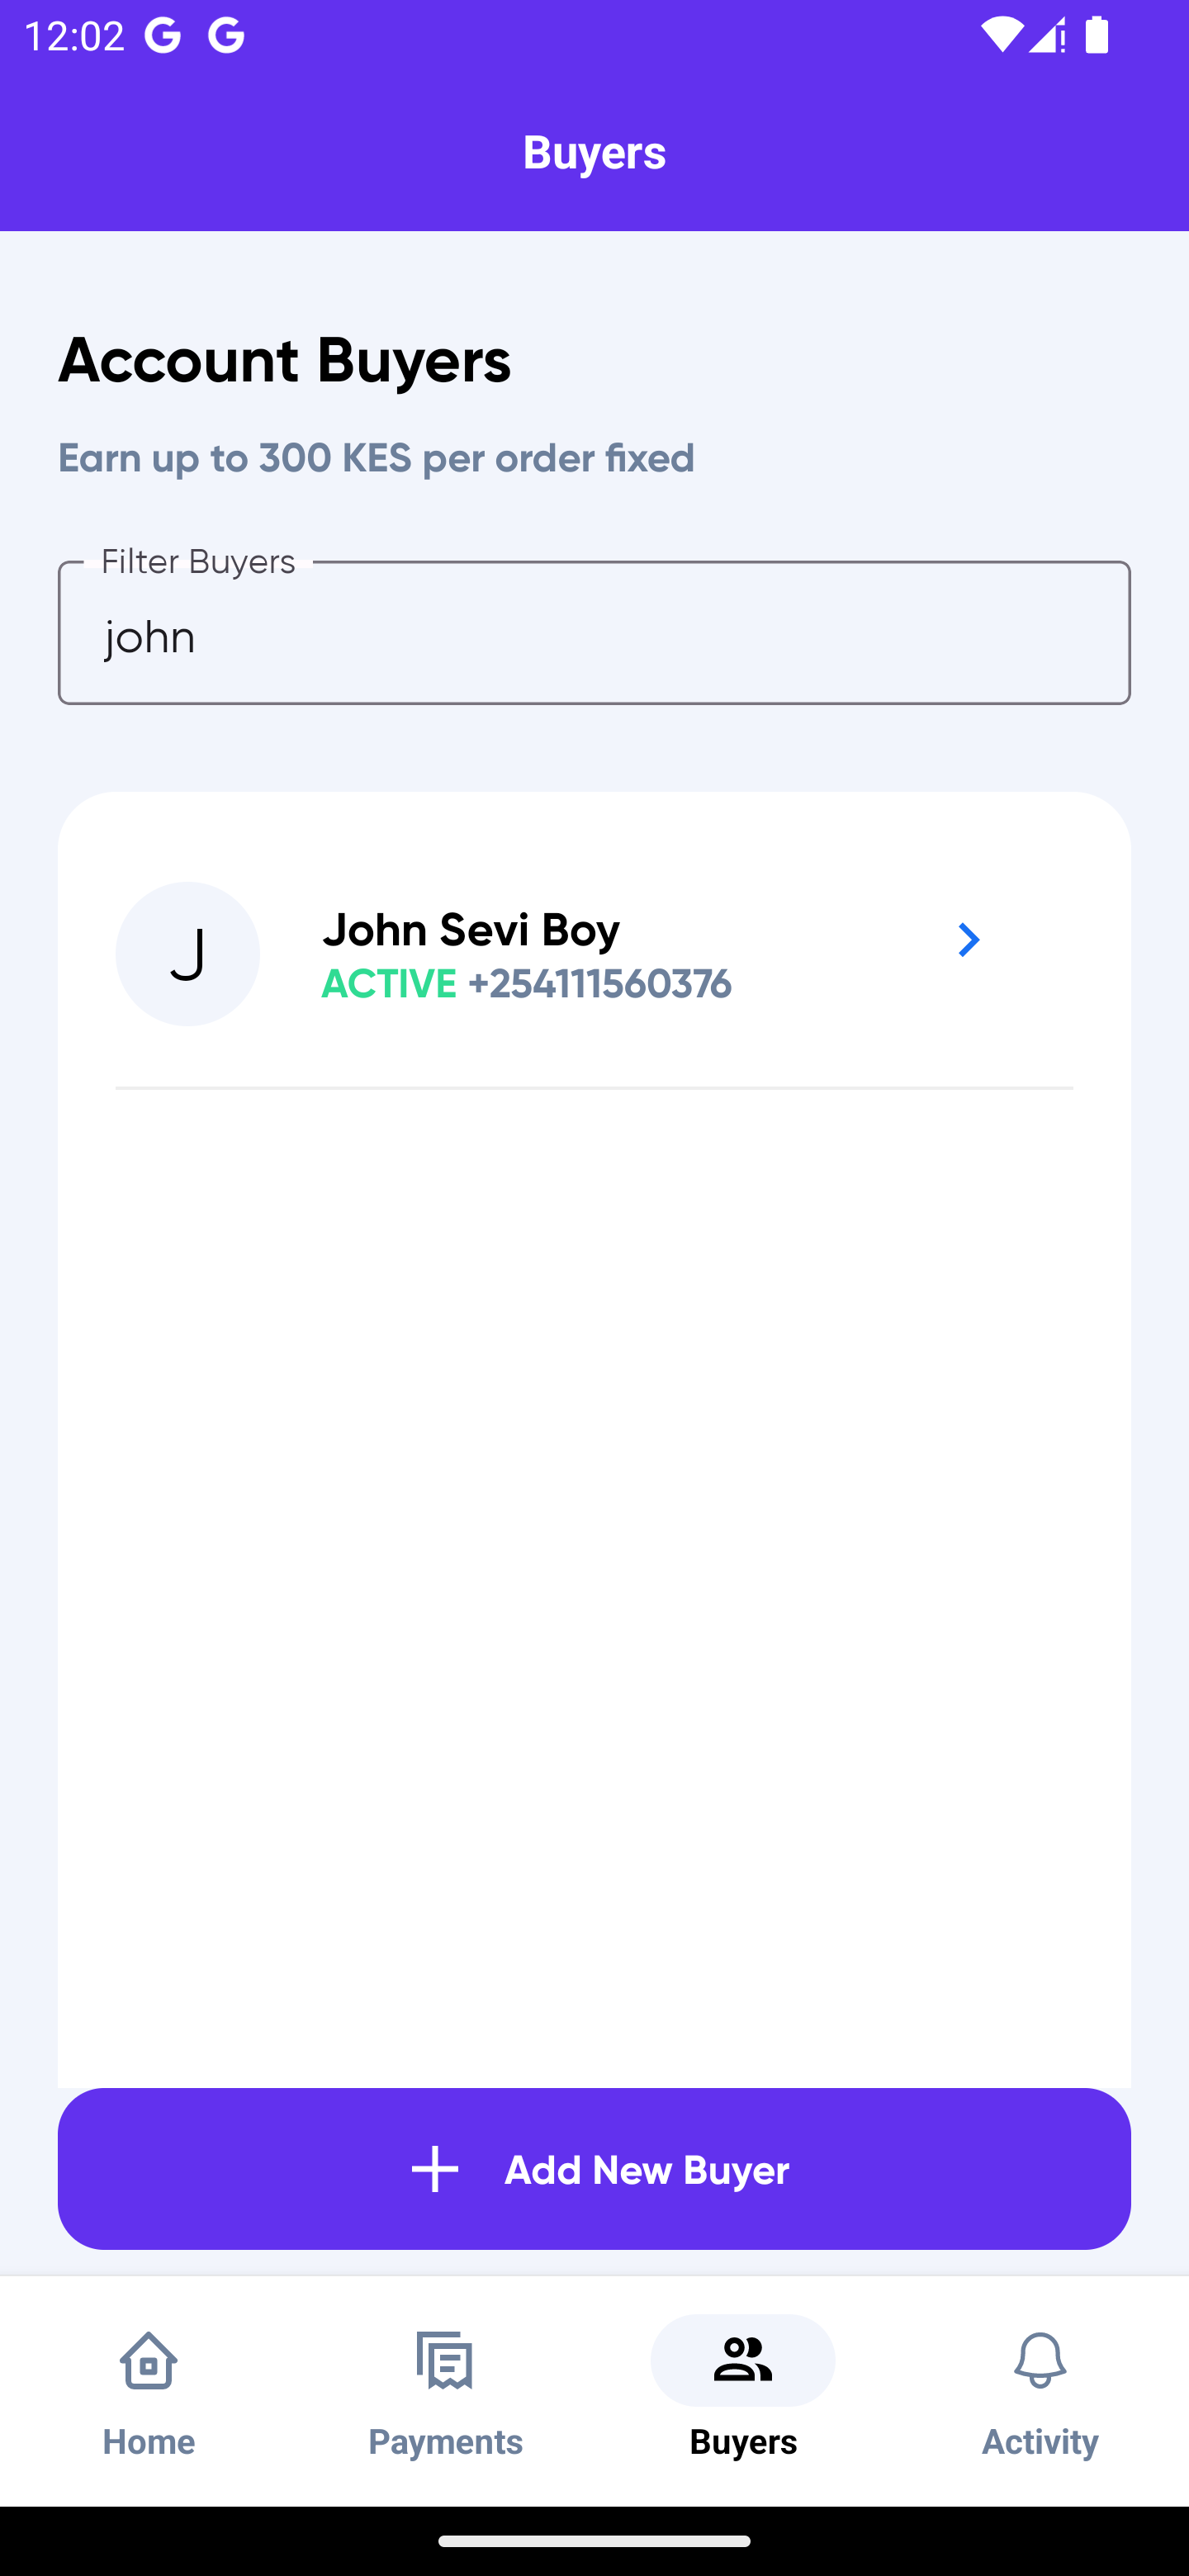 12:02 G G
Buyers
Account Buyers
Earn up to 300 KES per order fixed
Filter Buyers
john
J
John Sevi Boy
ACTIVE +254111560376
Add New Buyer
Home
Payments
Buyers
Activity